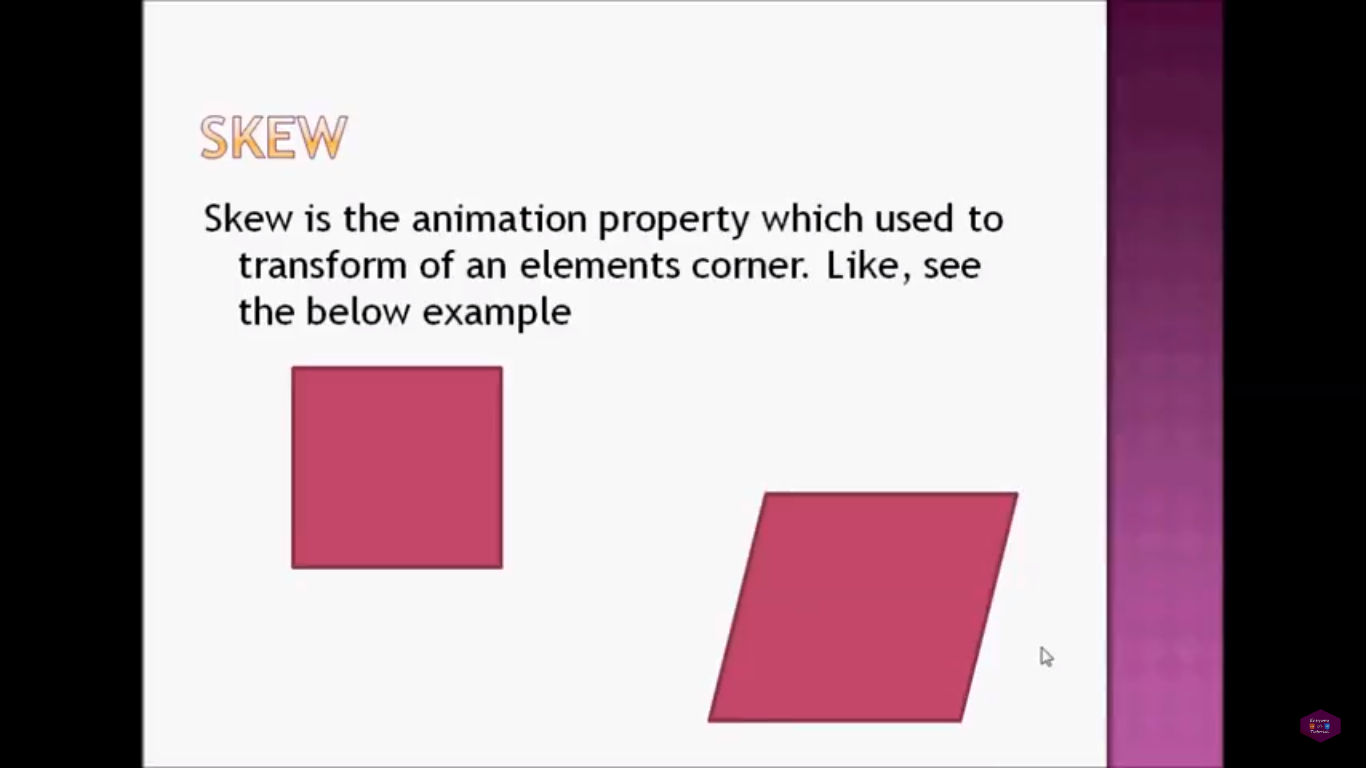 SKEW
Skew is the animation property which used to
transform of an elements corner. Like, see
the below example